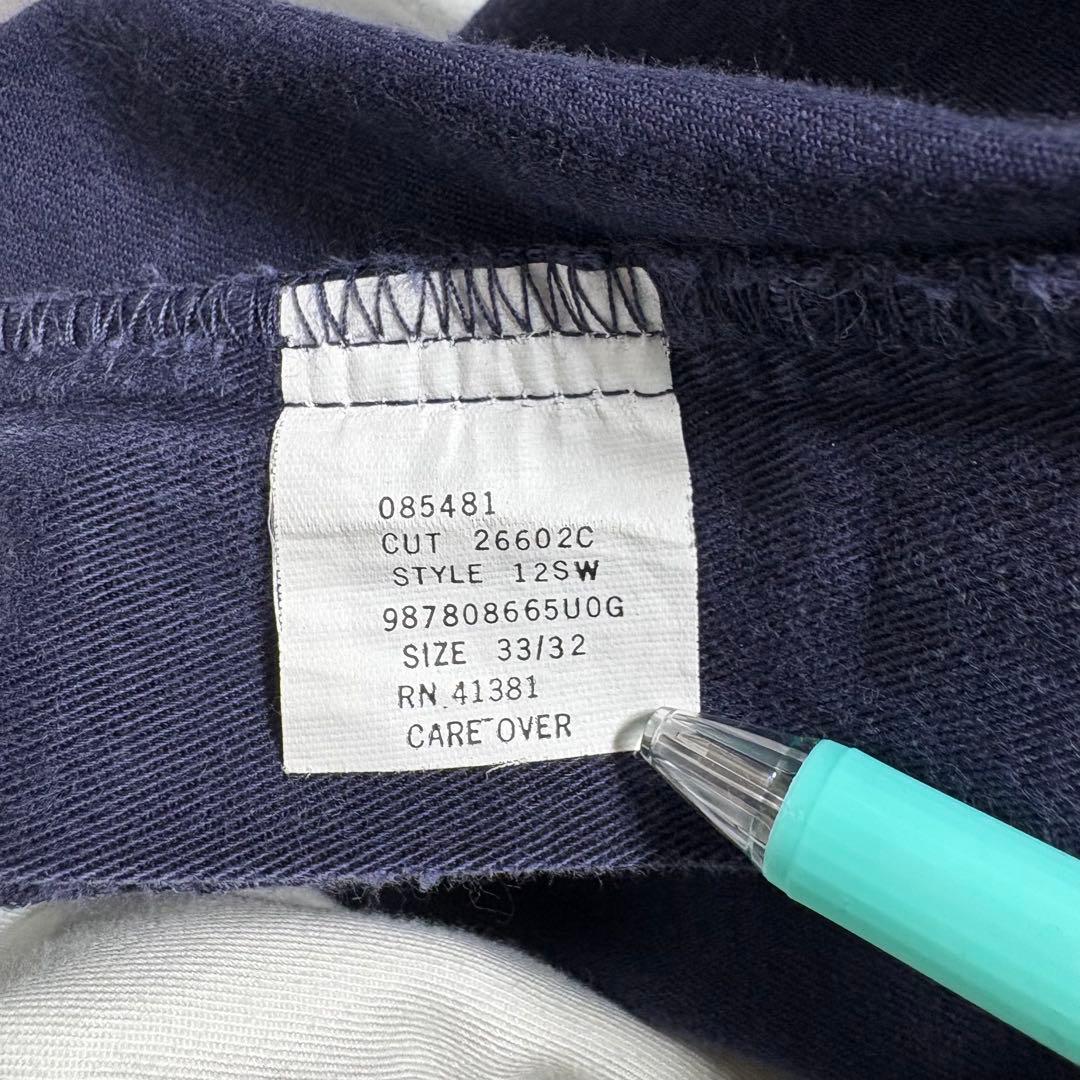 085481
CUT 26602C
STYLE 12SW
987808665U0G
SIZE 33/32
RN 41381
CARE-OVER